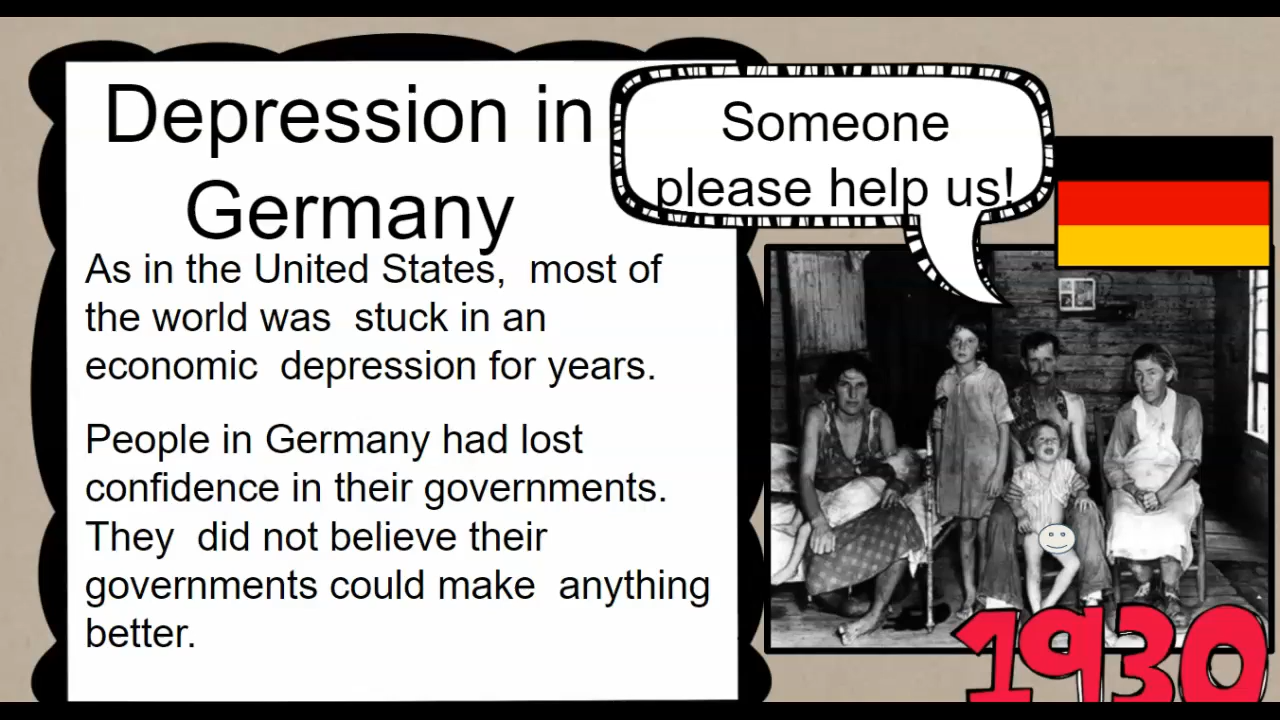 Depression in
Germany
As in the United States,  most of
the world was  stuck in an
economic  depression for years.
People in Germany had lost
confidence in their governments.
They  did not believe their
governments could make  anything
better.
Someone
please help us!
1930